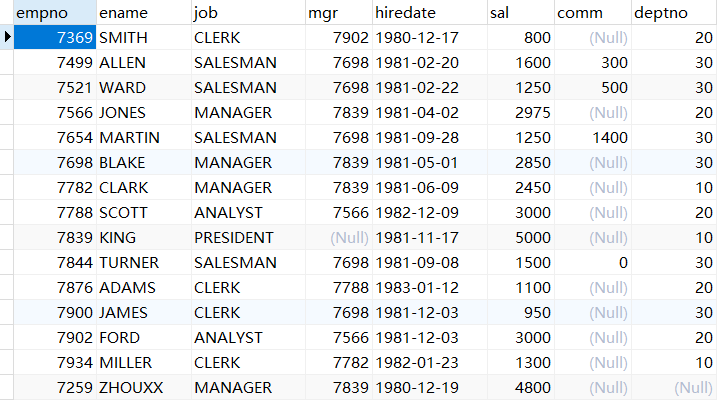 empno ename job mgr hiredate sal comm deptno
7369 SMITH CLERK 7902 1980-12-17 800 (Null) 20
7499 ALLEN SALESMAN 7698 1981-02-20 1600 300 30
7521 WARD SALESMAN 7698 1981-02-22 1250 500 30
7566 JONES MANAGER 7839 1981-04-02 2975 (Null) 20
7654 MARTIN SALESMAN 7698 1981-09-28 1250 1400 30
7698 BLAKE MANAGER 7839 1981-05-01 2850 (Null) 30
7782 CLARK MANAGER 7839 1981-06-09 2450 (Null) 10
7788 SCOTT ANALYST 7566 1982-12-09 3000 (Null) 20
7839 KING PRESIDENT (Null) 1981-11-17 5000 (Null) 10
7844 TURNER SALESMAN 7698 1981-09-08 1500 0 30
7876 ADAMS CLERK 7788 1983-01-12 1100 (Null) 20
7900 JAMES CLERK 7698 1981-12-03 950 (Null) 30
7902 FORD ANALYST 7566 1981-12-03 3000 (Null) 20
7934 MILLER CLERK 7782 1982-01-23 1300 (Null) 10
7259 ZHOUXX MANAGER 7839 1980-12-19 4800 (Null) (Null)